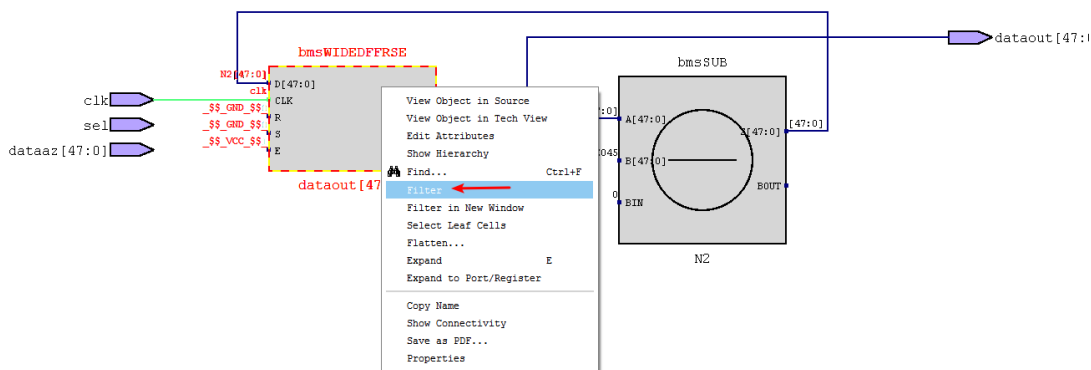 dataout[47:0
bmsWIDEDFFRSE
bmsSUB
N2[47:0]
D[47:0]
clk
clk
CLK
_$$_GND_$$_
R
sel
_$$_GND_$$_
S
dataaz[47:0]
_$$_VCC_$$_
E
dataout[47
View Object in Source
View Object in Tech View
Edit Attributes
Show Hierarchy
Find... Ctrl+F
Filter
Filter in New Window
Select Leaf Cells
Flatten...
Expand E
Expand to Port/Register
Copy Name
Show Connectivity
Save as PDF...
Properties
7:0]
A[47:0]
Z[47:0]
[47:0]
B[47:0]
BOUT
0
BIN
N2